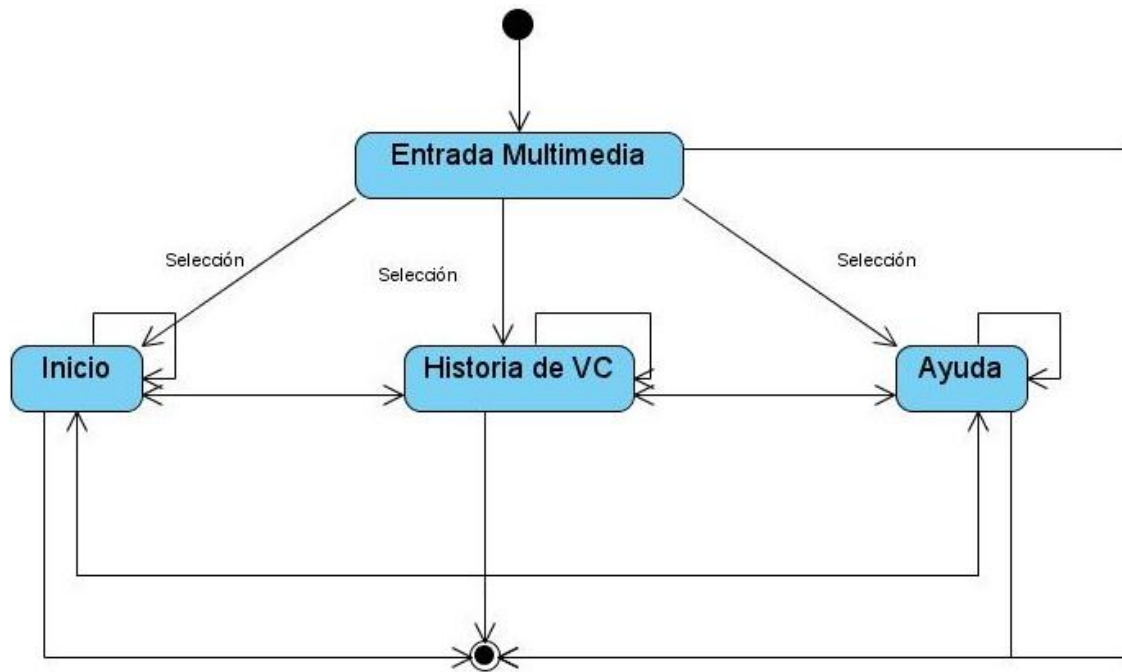 Entrada Multimedia
Selección
Selección
Selección
Inicio
Historia de VC
Ayuda